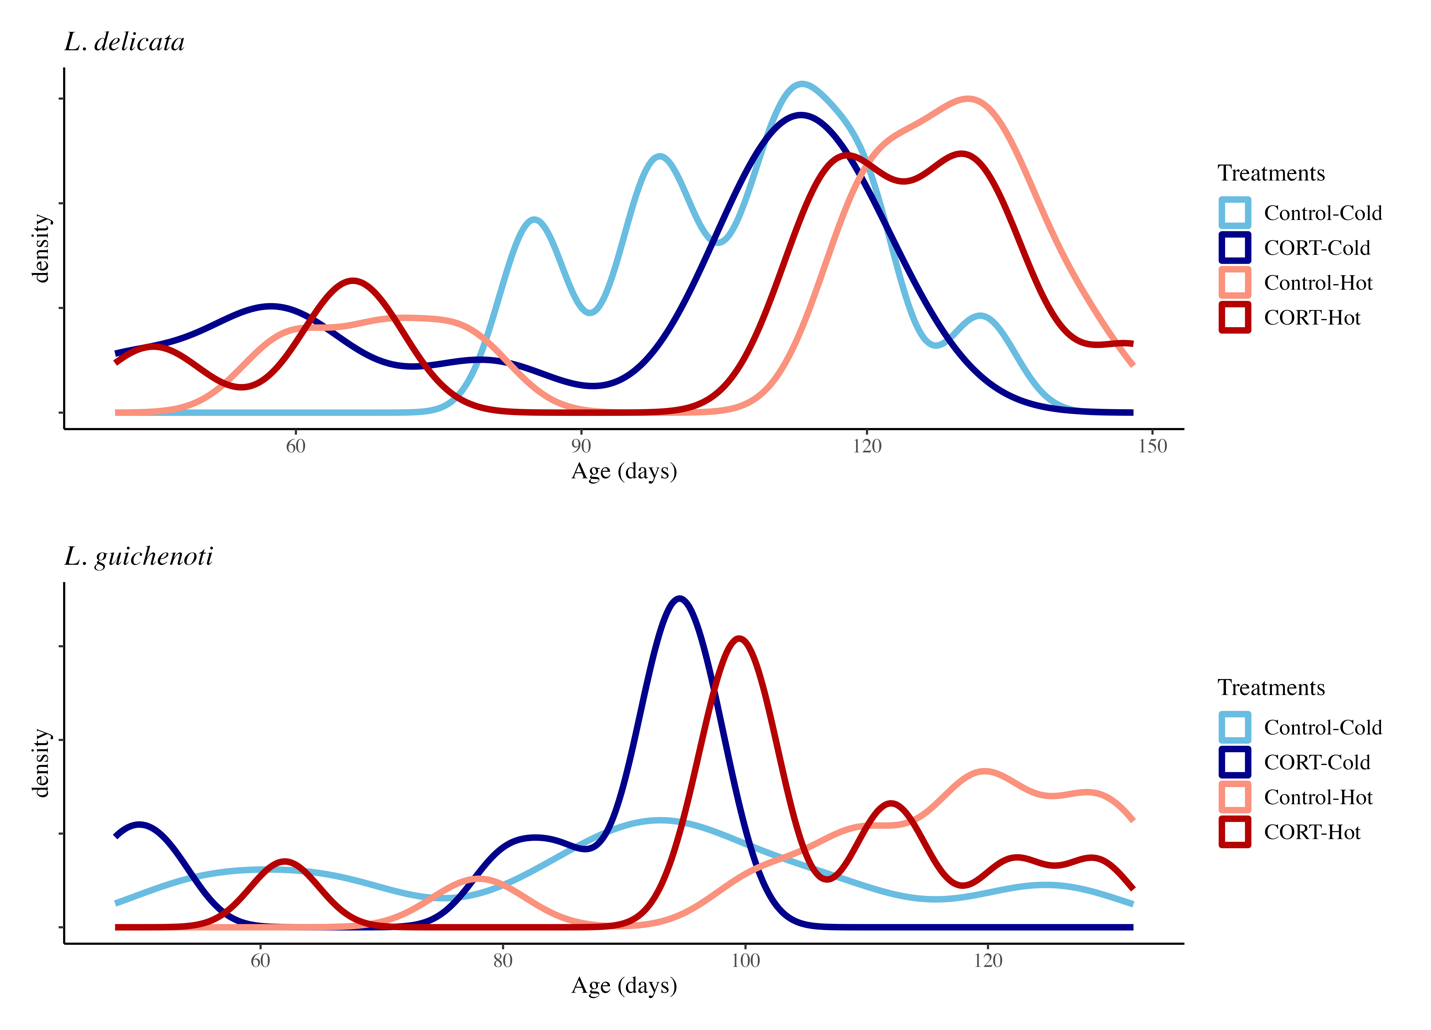 L. delicata
density
60 90 120 150
Age (days)
Treatments
Control-Cold
CORT-Cold
Control-Hot
CORT-Hot
L. guichenoti
density
60 80 100 120
Age (days)
Treatments
Control-Cold
CORT-Cold
Control-Hot
CORT-Hot